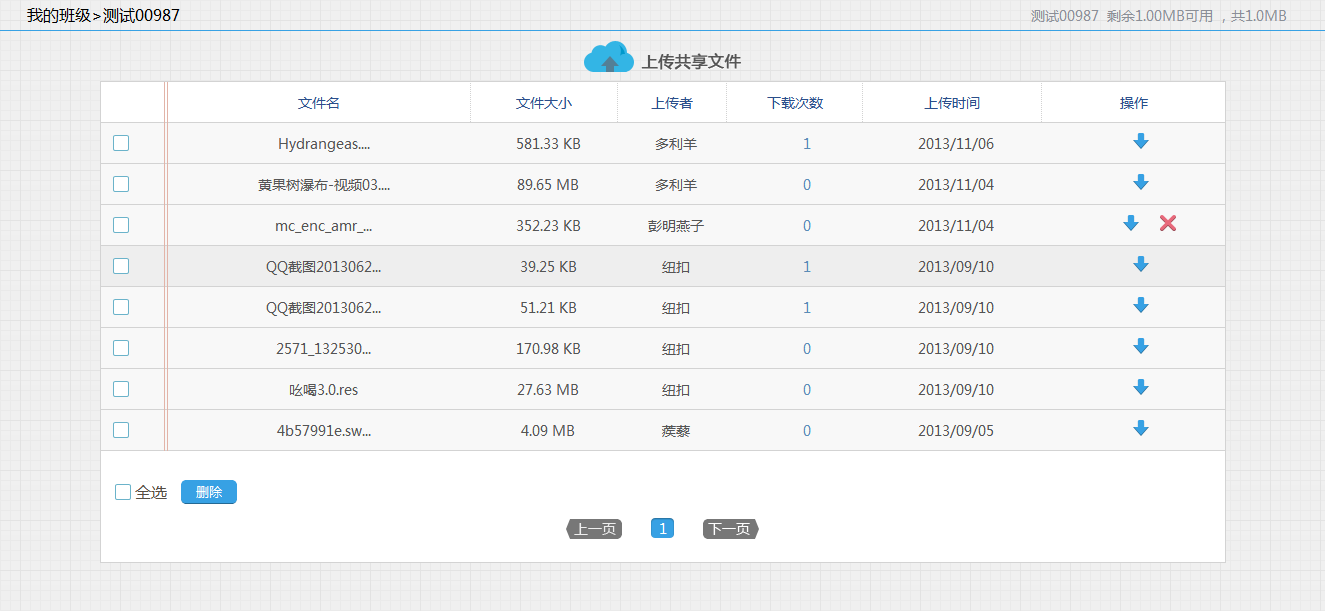 我的班级>测试00987
测试00987 剩余1.00MB可用 ，共1.0MB
上传共享文件
文件名 文件大小 上传者 下载次数 上传时间 操作
Hydrangeas.... 581.33 KB 多利羊 1 2013/11/06
黄果树瀑布-视频03.... 89.65 MB 多利羊 0 2013/11/04
mc_enc_amr_... 352.23 KB 彭明燕子 0 2013/11/04
QQ截图2013062... 39.25 KB 纽扣 1 2013/09/10
QQ截图2013062... 51.21 KB 纽扣 1 2013/09/10
2571_132530... 170.98 KB 纽扣 0 2013/09/10
吆喝3.0.res 27.63 MB 纽扣 0 2013/09/10
4b57991e.sw... 4.09 MB 蒺藜 0 2013/09/05
全选 删除
上一页 1 下一页